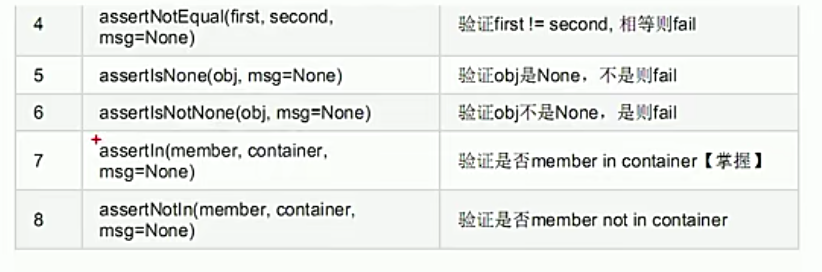 4
assertNotEqual(first, second,
msg=None)
验证first != second, 相等则fail
5
assertIsNone(obj, msg=None)
验证obj是None，不是则fail
6
assertIsNotNone(obj, msg=None)
验证obj不是None，是则fail
7
assertIn(member, container,
msg=None)
验证是否member in container【掌握】
8
assertNotIn(member, container,
msg=None)
验证是否member not in container